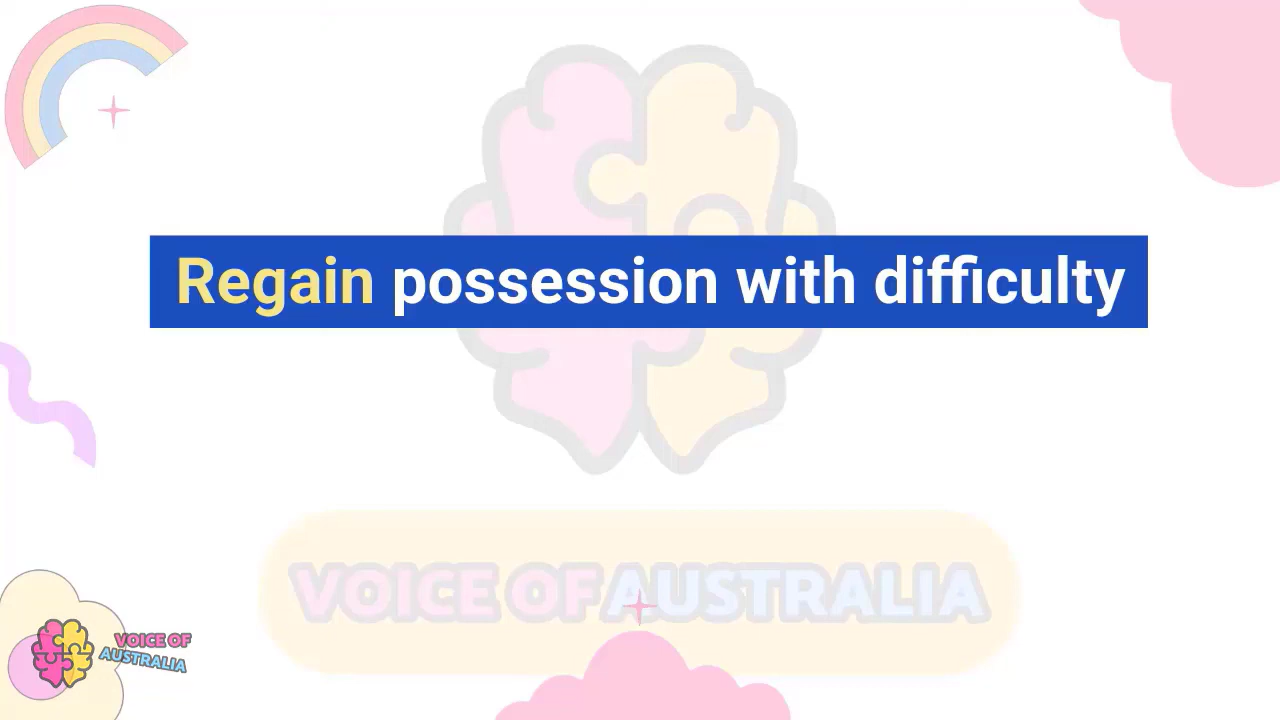 Regain possession with difficulty
VOICE OF AUSTRALIA
VOICE OF
AUSTRALIA